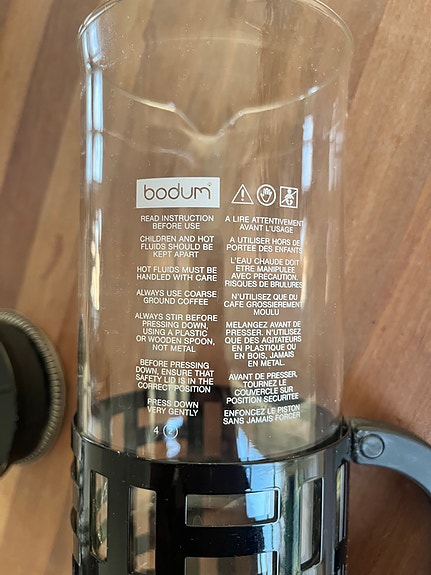 bodum
READ INSTRUCTION
BEFORE USE
CHILDREN AND HOT
FLUIDS SHOULD BE
KEPT APART
HOT FLUIDS MUST BE
HANDLED WITH CARE
ALWAYS USE COARSE
GROUND COFFEE
ALWAYS STIR BEFORE
PRESSING DOWN,
USING A PLASTIC
OR WOODEN SPOON,
NOT METAL
BEFORE PRESSING
DOWN, ENSURE THAT
SAFETY LID IS IN THE
CORRECT POSITION
PRESS DOWN
VERY GENTLY
4
A LIRE ATTENTIVEMENT
AVANT L'USAGE
A UTILISER HORS DE
PORTEE DES ENFANTS
L'EAU CHAUDE DOIT
ETRE MANIPULEE
AVEC PRECAUTION.
RISQUES DE BRULURES
N'UTILISEZ QUE DU
CAFE GROSSIEREMENT
MOULU
MELANGEZ AVANT DE
PRESSER. N'UTILISEZ
QUE DES AGITATEURS
EN PLASTIQUE OU
EN BOIS, JAMAIS
EN METAL.
AVANT DE PRESSER,
TOURNEZ LE
COUVERCLE SUR
POSITION SECURITEE
ENFONCEZ LE PISTON
SANS JAMAIS FORCER